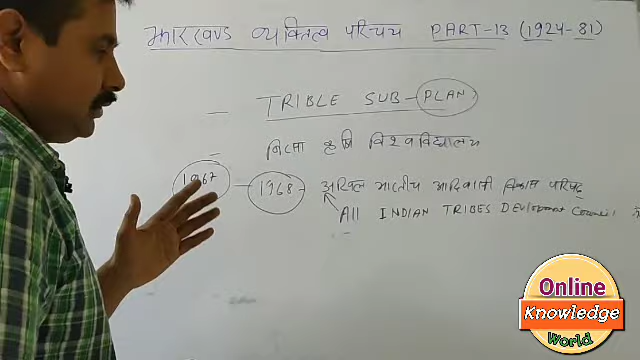 झारखण्ड व्यक्तित्व परिचय PART-13 (1924-81)
— TRIBLE SUB-PLAN
— बिरसा कृषि विश्वविद्यालय
1967 — 1968 - अखिल भारतीय आदिवासी विकास परिषद
All INDIAN TRIBES DEVlopment Council
Online
Knowledge
World